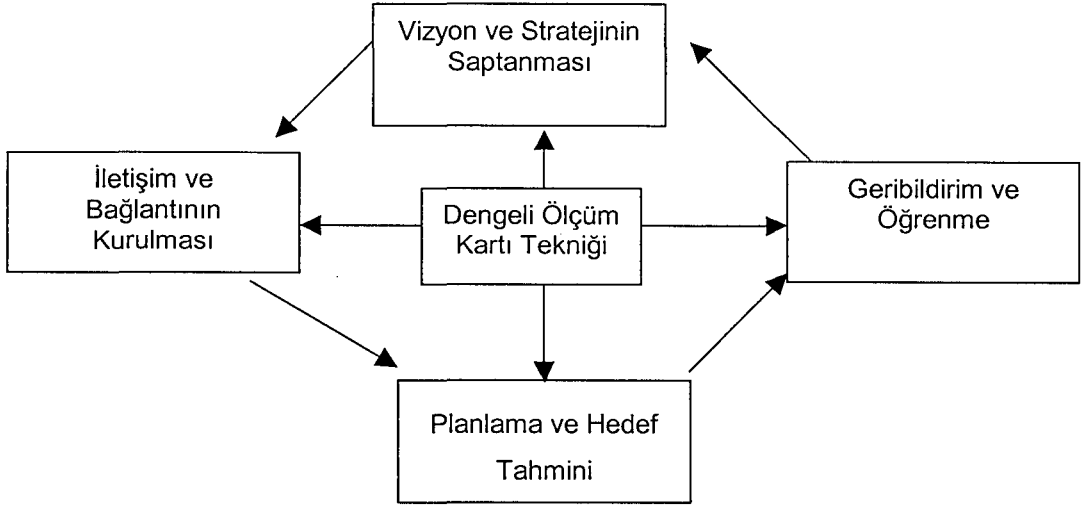 Vizyon ve Stratejinin
Saptanması
İletişim ve
Bağlantının
Kurulması
Dengeli Ölçüm
Kartı Tekniği
Geribildirim ve
Öğrenme
Planlama ve Hedef
Tahmini